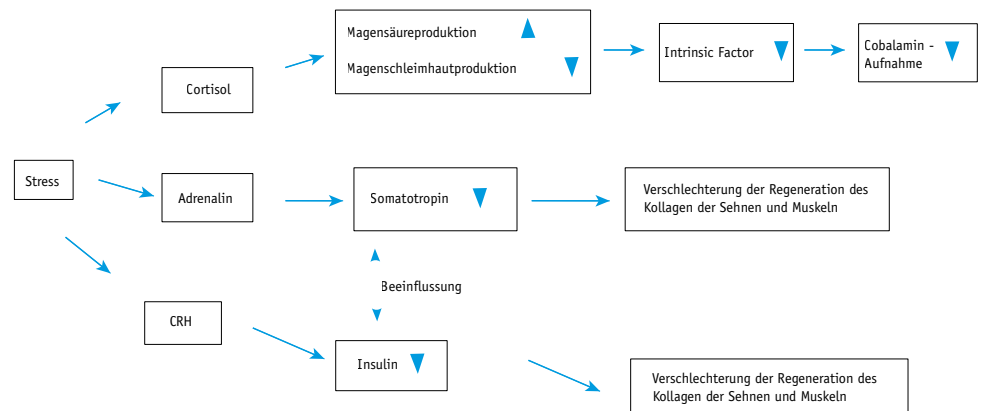 Magensäureproduktion
Magenschleimhautproduktion
Intrinsic Factor
Cobalamin -
Aufnahme
Cortisol
Stress
Adrenalin
Somatotropin
Verschlechterung der Regeneration des
Kollagen der Sehnen und Muskeln
Beeinflussung
CRH
Insulin
Verschlechterung der Regeneration des
Kollagen der Sehnen und Muskeln